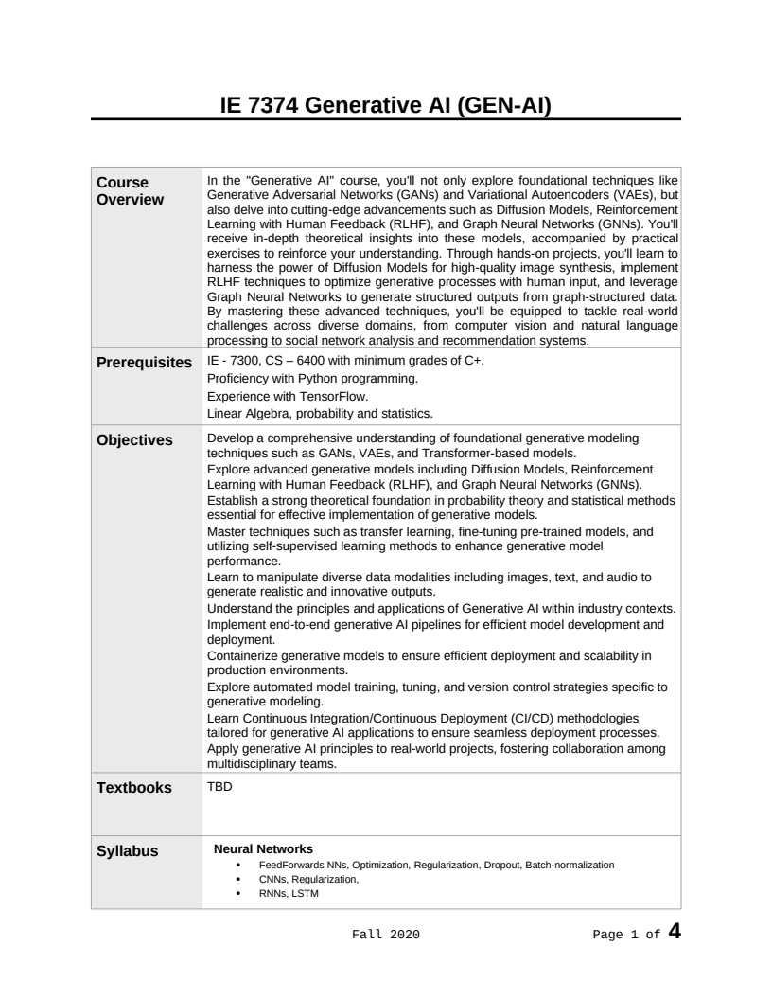 IE 7374 Generative AI (GEN-AI)
Course
Overview
In the "Generative AI" course, you'll not only explore foundational techniques like
Generative Adversarial Networks (GANs) and Variational Autoencoders (VAEs), but
also delve into cutting-edge advancements such as Diffusion Models, Reinforcement
Learning with Human Feedback (RLHF), and Graph Neural Networks (GNNs). You'll
receive in-depth theoretical insights into these models, accompanied by practical
exercises to reinforce your understanding. Through hands-on projects, you'll learn to
harness the power of Diffusion Models for high-quality image synthesis, implement
RLHF techniques to optimize generative processes with human input, and leverage
Graph Neural Networks to generate structured outputs from graph-structured data.
By mastering these advanced techniques, you'll be equipped to tackle real-world
challenges across diverse domains, from computer vision and natural language
processing to social network analysis and recommendation systems.
Prerequisites
IE - 7300, CS – 6400 with minimum grades of C+.
Proficiency with Python programming.
Experience with TensorFlow.
Linear Algebra, probability and statistics.
Objectives
Develop a comprehensive understanding of foundational generative modeling
techniques such as GANs, VAEs, and Transformer-based models.
Explore advanced generative models including Diffusion Models, Reinforcement
Learning with Human Feedback (RLHF), and Graph Neural Networks (GNNs).
Establish a strong theoretical foundation in probability theory and statistical methods
essential for effective implementation of generative models.
Master techniques such as transfer learning, fine-tuning pre-trained models, and
utilizing self-supervised learning methods to enhance generative model
performance.
Learn to manipulate diverse data modalities including images, text, and audio to
generate realistic and innovative outputs.
Understand the principles and applications of Generative AI within industry contexts.
Implement end-to-end generative AI pipelines for efficient model development and
deployment.
Containerize generative models to ensure efficient deployment and scalability in
production environments.
Explore automated model training, tuning, and version control strategies specific to
generative modeling.
Learn Continuous Integration/Continuous Deployment (CI/CD) methodologies
tailored for generative AI applications to ensure seamless deployment processes.
Apply generative AI principles to real-world projects, fostering collaboration among
multidisciplinary teams.
Textbooks
TBD
Syllabus
Neural Networks
• FeedForwards NNs, Optimization, Regularization, Dropout, Batch-normalization
• CNNs, Regularization,
• RNNs, LSTM
Fall 2020 Page 1 of 4